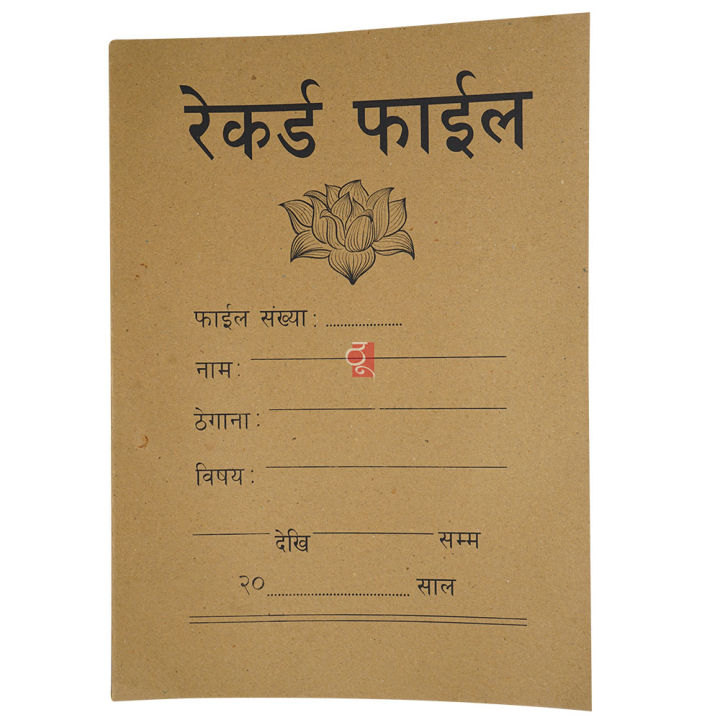 रेकर्ड फाईल
फाईल संख्या : ......................
नाम :
ठेगाना :
विषय :
देखि सम्म
२० ...................................... साल